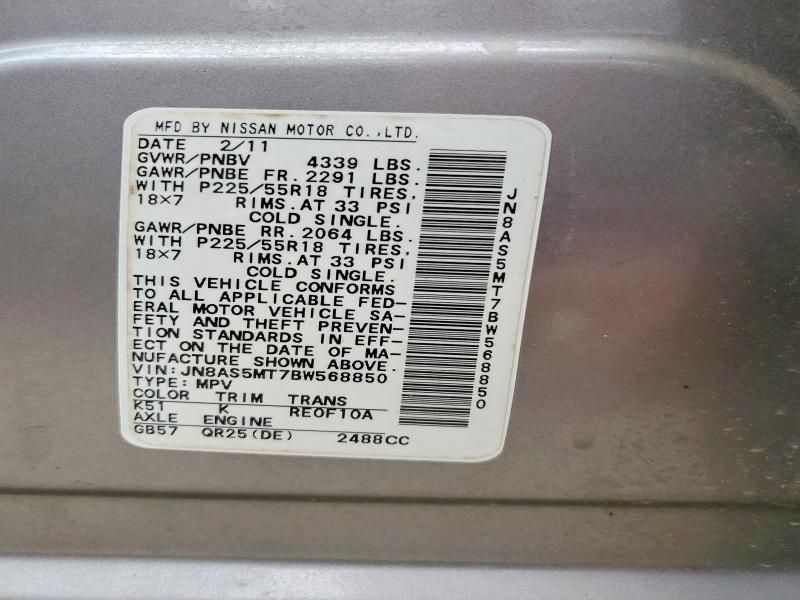 MFD BY NISSAN MOTOR CO.,LTD.
DATE 2/11
GVWR/PNBV 4339 LBS.
GAWR/PNBE FR. 2291 LBS.
WITH P225/55R18 TIRES,
18×7 RIMS.AT 33 PSI
COLD SINGLE.
GAWR/PNBE RR. 2064 LBS.
WITH P225/55R18 TIRES,
18×7 RIMS.AT 33 PSI
COLD SINGLE.
THIS VEHICLE CONFORMS
TO ALL APPLICABLE FED-
ERAL MOTOR VEHICLE SA-
FETY AND THEFT PREVEN-
TION STANDARDS IN EFF-
ECT ON THE DATE OF MA-
NUFACTURE SHOWN ABOVE.
VIN:JN8AS5MT7BW568850
TYPE:MPV
COLOR TRIM TRANS
K51 K RE0F10A
AXLE ENGINE
GB57 QR25(DE) 2488CC
JN8AS5MT7BW568850